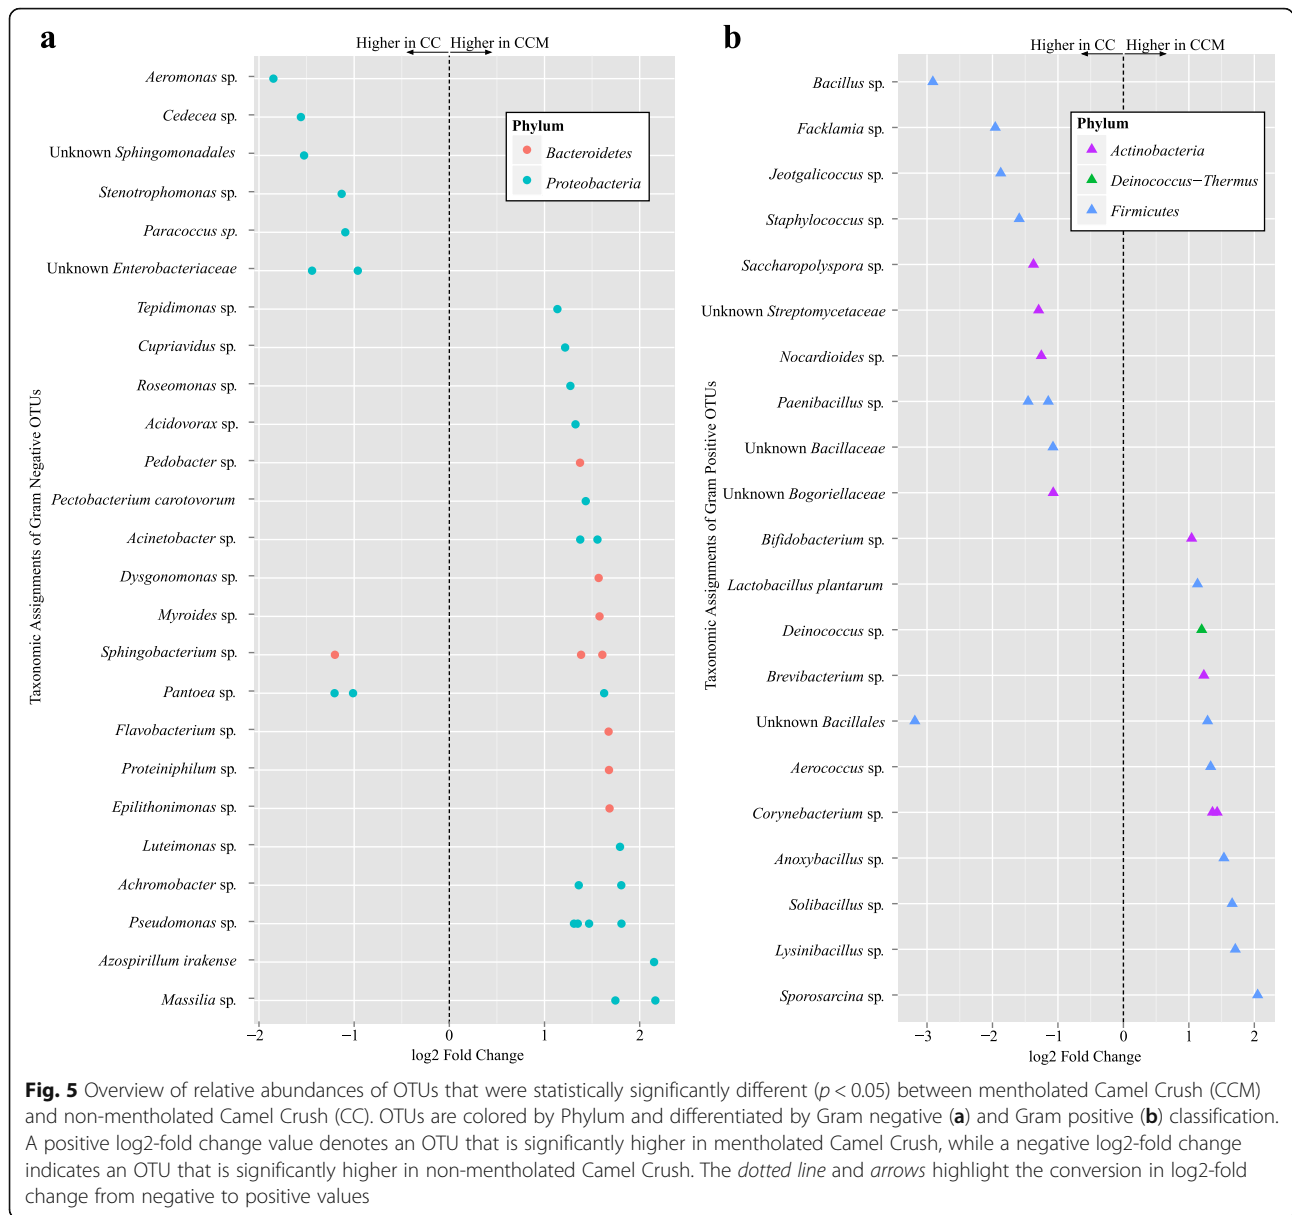 a
Higher in CC
Higher in CCM
Aeromonas sp.
Cedecea sp.
Unknown Sphingomonadales
Stenotrophomonas sp.
Paracoccus sp.
Unknown Enterobacteriaceae
Tepidimonas sp.
Cupriavidus sp.
Roseomonas sp.
Acidovorax sp.
Pedobacter sp.
Pectobacterium carotovorum
Acinetobacter sp.
Dysgonomonas sp.
Myroides sp.
Sphingobacterium sp.
Pantoea sp.
Flavobacterium sp.
Proteiniphilum sp.
Epilithonimonas sp.
Luteimonas sp.
Achromobacter sp.
Pseudomonas sp.
Azospirillum irakense
Massilia sp.
Taxonomic Assignments of Gram Negative OTUs
Phylum
Bacteroidetes
Proteobacteria
−2 −1 0 1 2
log2 Fold Change
b
Higher in CC
Higher in CCM
Bacillus sp.
Facklamia sp.
Jeotgalicoccus sp.
Staphylococcus sp.
Saccharopolyspora sp.
Unknown Streptomycetaceae
Nocardioides sp.
Paenibacillus sp.
Unknown Bacillaceae
Unknown Bogoriellaceae
Bifidobacterium sp.
Lactobacillus plantarum
Deinococcus sp.
Brevibacterium sp.
Unknown Bacillales
Aerococcus sp.
Corynebacterium sp.
Anoxybacillus sp.
Solibacillus sp.
Lysinibacillus sp.
Sporosarcina sp.
Taxonomic Assignments of Gram Positive OTUs
Phylum
Actinobacteria
Deinococcus−Thermus
Firmicutes
−3 −2 −1 0 1 2
log2 Fold Change
Fig. 5 Overview of relative abundances of OTUs that were statistically significantly different (p < 0.05) between mentholated Camel Crush (CCM)
and non-mentholated Camel Crush (CC). OTUs are colored by Phylum and differentiated by Gram negative (a) and Gram positive (b) classification.
A positive log2-fold change value denotes an OTU that is significantly higher in mentholated Camel Crush, while a negative log2-fold change
indicates an OTU that is significantly higher in non-mentholated Camel Crush. The dotted line and arrows highlight the conversion in log2-fold
change from negative to positive values